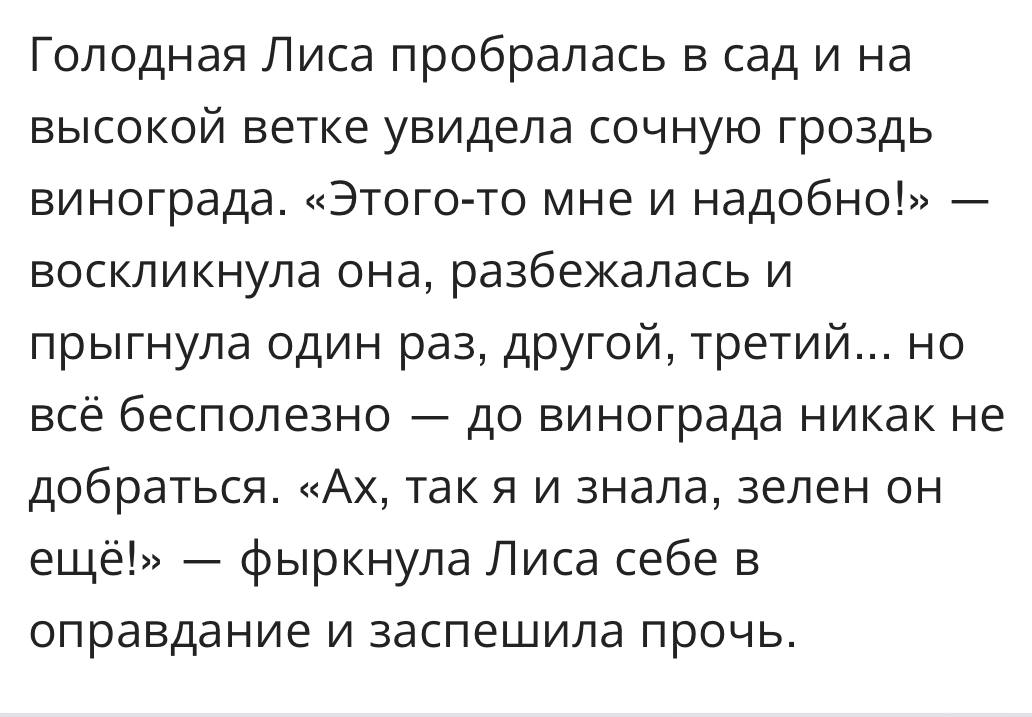 Голодная Лиса пробралась в сад и на
высокой ветке увидела сочную гроздь
винограда. «Этого-то мне и надобно!» —
воскликнула она, разбежалась и
прыгнула один раз, другой, третий... но
всё бесполезно — до винограда никак не
добраться. «Ах, так я и знала, зелен он
ещё!» — фыркнула Лиса себе в
оправдание и заспешила прочь.